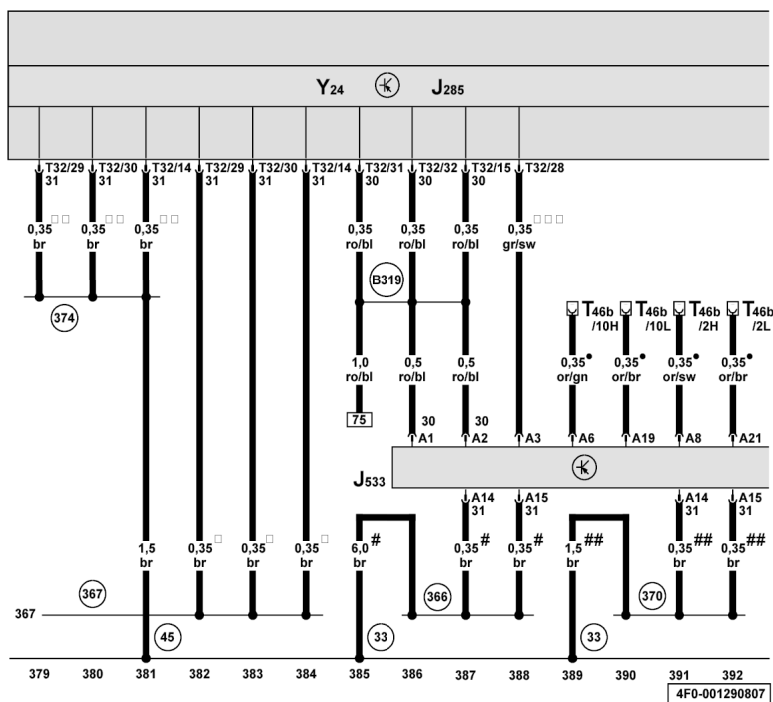 Y24 J285
T32/29 T32/30 T32/14 T32/29 T32/30 T32/14 T32/31 T32/32 T32/15 T32/28
31 31 31 31 31 31 30 30 30
0,35 0,35 0,35 0,35 0,35 0,35 0,35
br br br ro/bl ro/bl ro/bl gr/sw
B319
374
T46b T46b T46b T46b
/10H /10L /2H /2L
1,0 0,5 0,5 0,35 0,35 0,35 0,35
ro/bl ro/bl ro/bl or/gn or/br or/sw or/br
75
30 30
A1 A2 A3 A6 A19 A8 A21
J533
A14 A15 A14 A15
31 31 31 31
# # # ## ## ##
1,5 0,35 0,35 0,35 6,0 0,35 0,35 1,5 0,35 0,35
br br br br br br br br br br
367 366 370
367
45 33 33
379 380 381 382 383 384 385 386 387 388 389 390 391 392
4F0-001290807